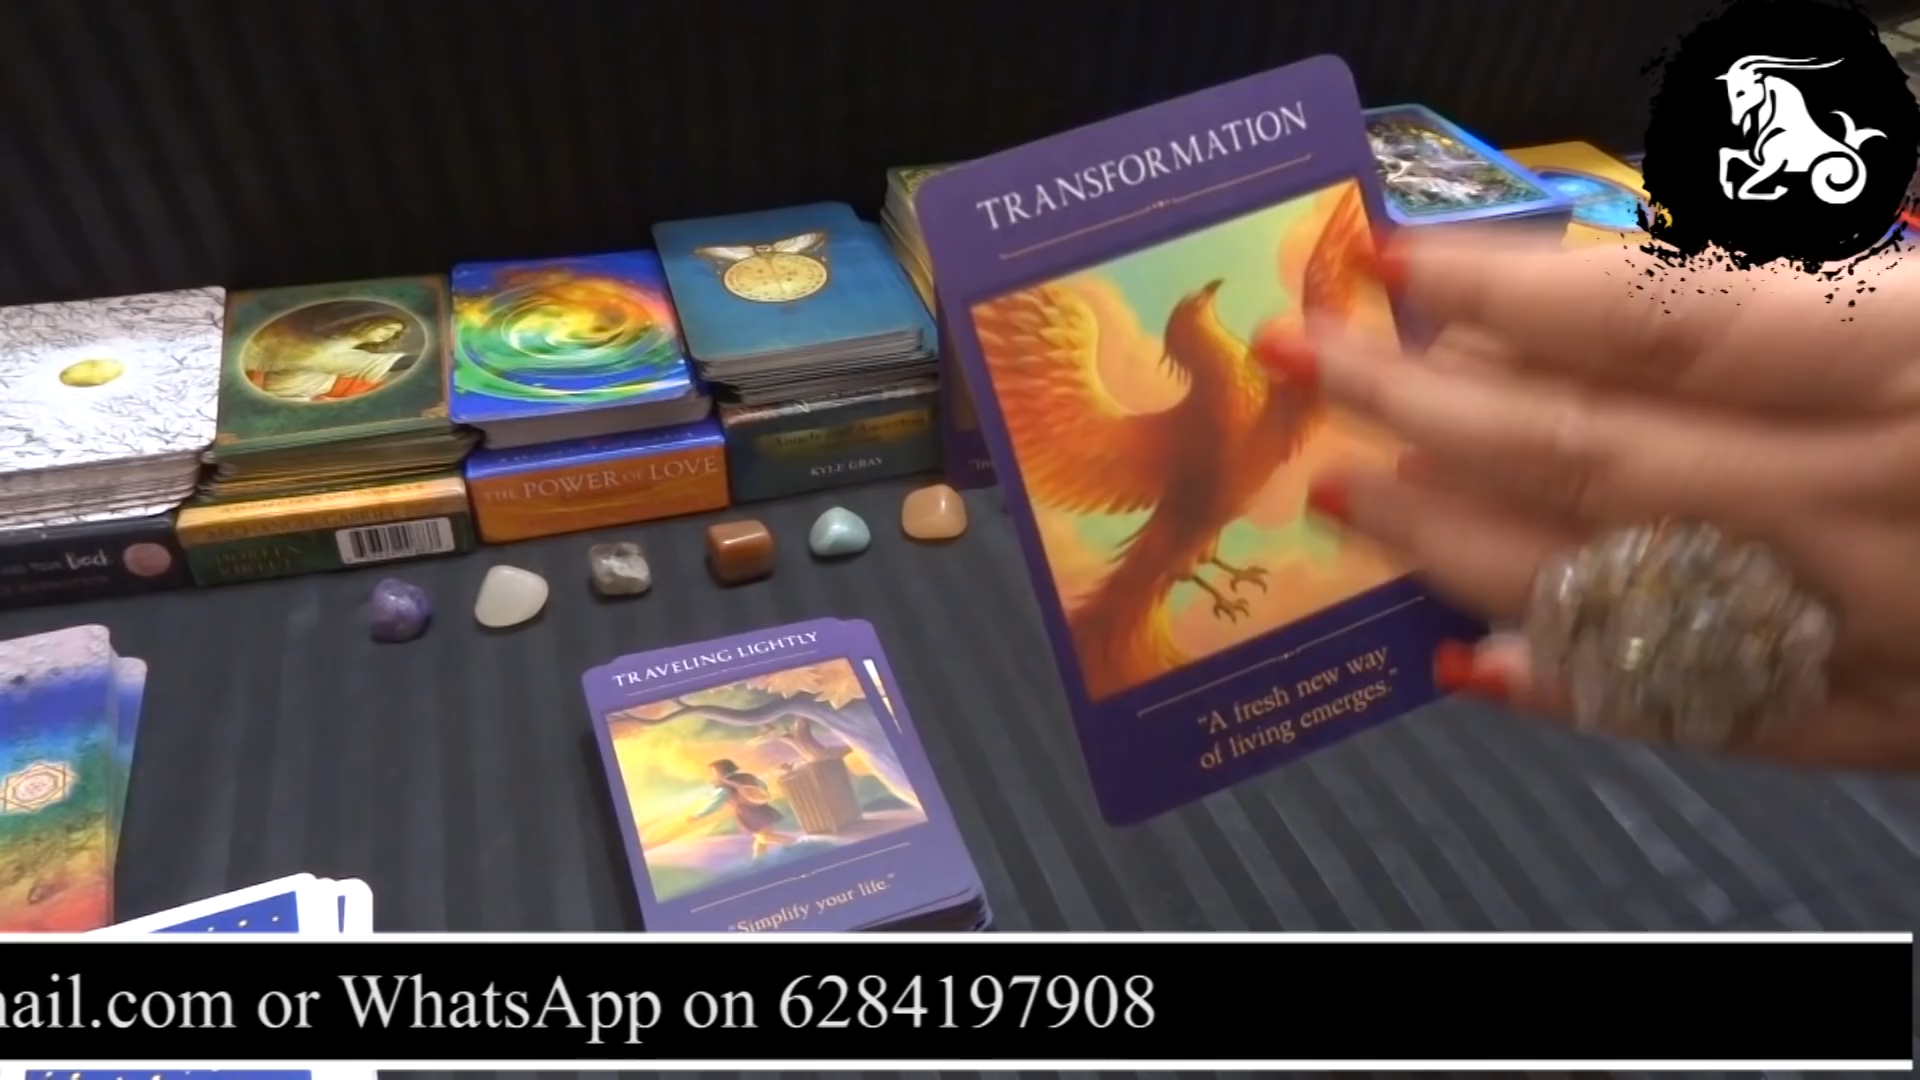 TRANSFORMATION
"A fresh new way
of living emerges."
THE POWER OF LOVE
KYLE GRAY
TRAVELING LIGHTLY
"Simplify your life."
mail.com or WhatsApp on 6284197908